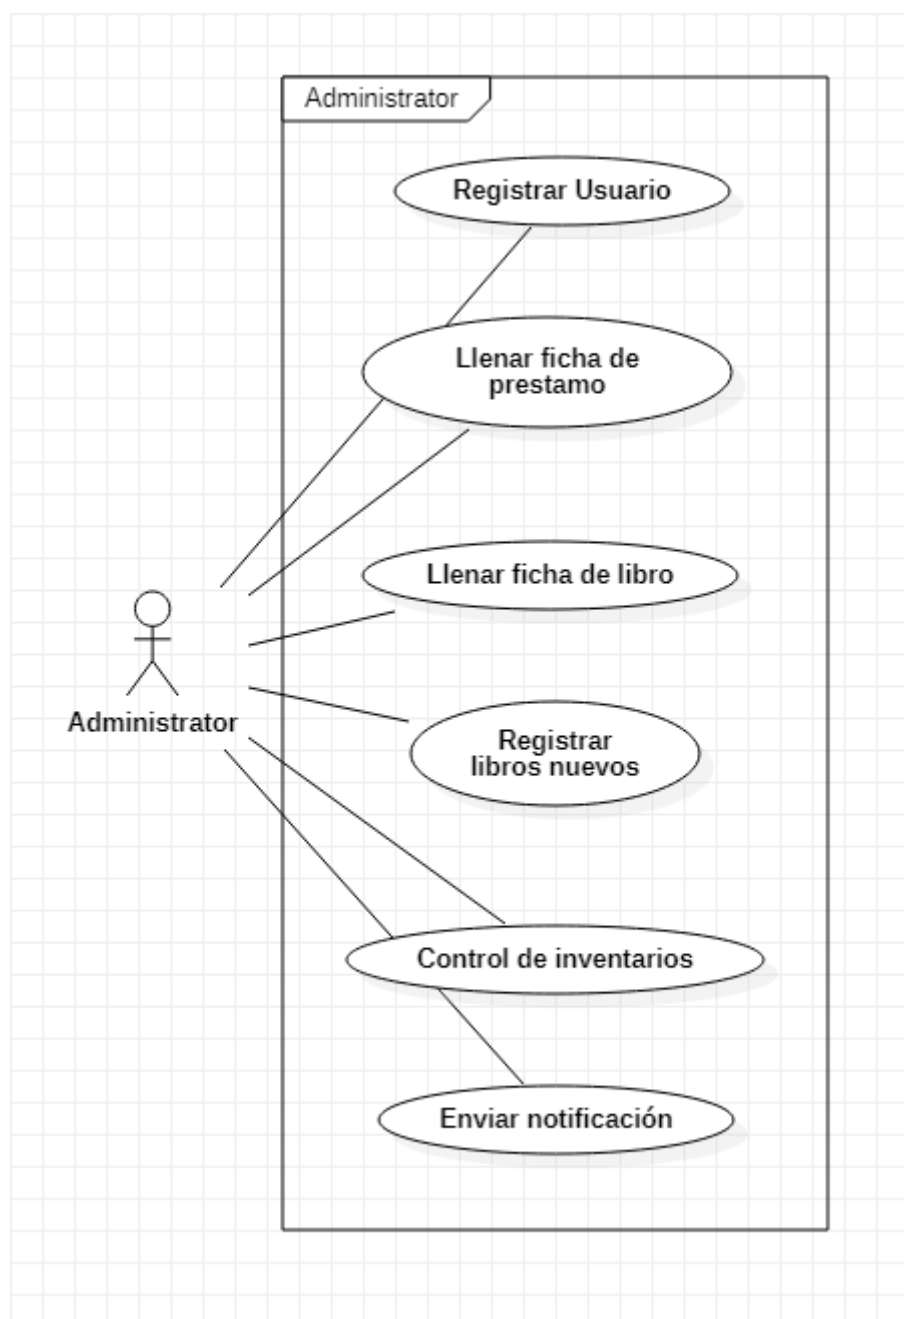 Administrator
Registrar Usuario
Llenar ficha de
prestamo
Llenar ficha de libro
Administrator
Registrar
libros nuevos
Control de inventarios
Enviar notificación